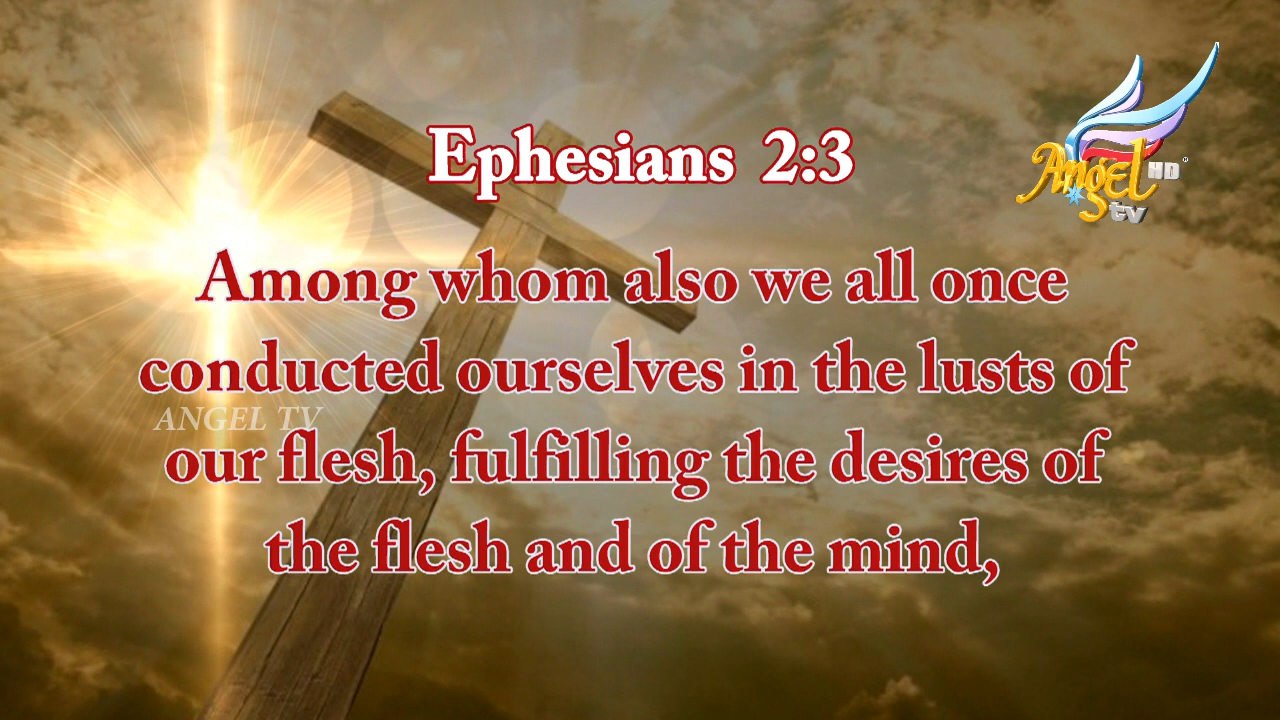 Ephesians 2:3
Angel HD
tv
Among whom also we all once
conducted ourselves in the lusts of
ANGEL TV
our flesh, fulfilling the desires of
the flesh and of the mind,